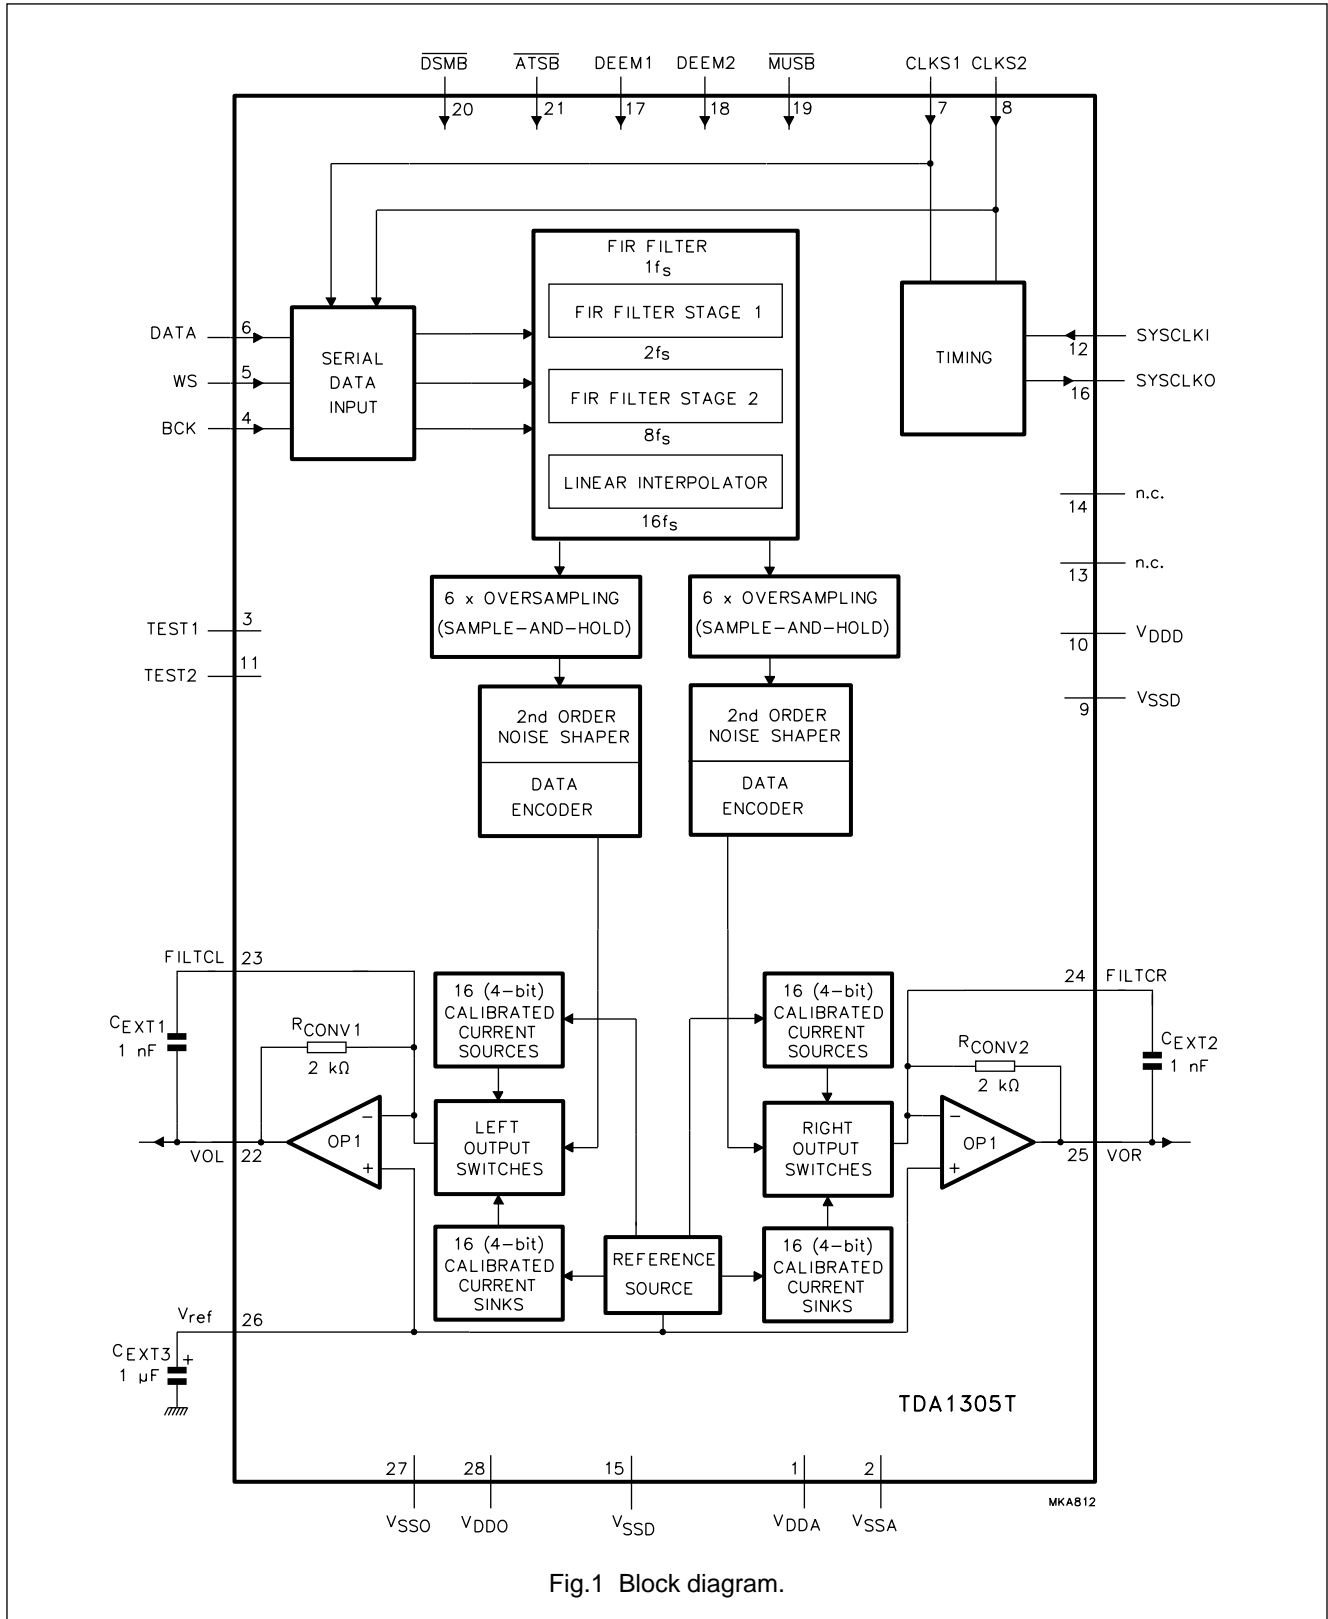 DSMB ATSB DEEM1 DEEM2 MUSB CLKS1 CLKS2
20 21 17 18 19 7 8
FIR FILTER
1fs
FIR FILTER STAGE 1
2fs
FIR FILTER STAGE 2
8fs
LINEAR INTERPOLATOR
16fs
DATA 6
WS 5
BCK 4
SERIAL
DATA
INPUT
TIMING
12 SYSCLKI
16 SYSCLKO
14 n.c.
13 n.c.
10 VDDD
9 VSSD
TEST1 3
TEST2 11
6 x OVERSAMPLING
(SAMPLE-AND-HOLD)
6 x OVERSAMPLING
(SAMPLE-AND-HOLD)
2nd ORDER
NOISE SHAPER
DATA
ENCODER
2nd ORDER
NOISE SHAPER
DATA
ENCODER
FILTCL 23
CEXT1
1 nF
RCONV1
2 kΩ
16 (4-bit)
CALIBRATED
CURRENT
SOURCES
16 (4-bit)
CALIBRATED
CURRENT
SOURCES
24 FILTCR
RCONV2
2 kΩ
CEXT2
1 nF
VOL 22
OP1
−
+
LEFT
OUTPUT
SWITCHES
RIGHT
OUTPUT
SWITCHES
−
+
OP1
25 VOR
16 (4-bit)
CALIBRATED
CURRENT
SINKS
REFERENCE
SOURCE
16 (4-bit)
CALIBRATED
CURRENT
SINKS
Vref 26
CEXT3 +
1 µF
TDA1305T
27 28 15 1 2
VSSO VDDO VSSD VDDA VSSA
MKA812
Fig.1 Block diagram.